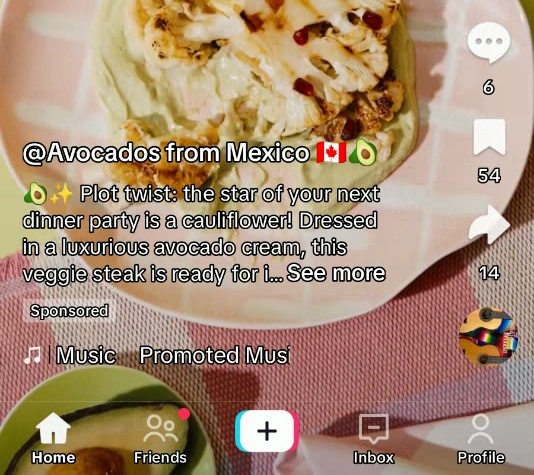 6
@Avocados from Mexico 🇨🇦🥑
🥑✨ Plot twist: the star of your next
dinner party is a cauliflower! Dressed
in a luxurious avocado cream, this
veggie steak is ready for i... See more
54
14
Sponsored
Music Promoted Musi
Home
Friends
Inbox
Profile